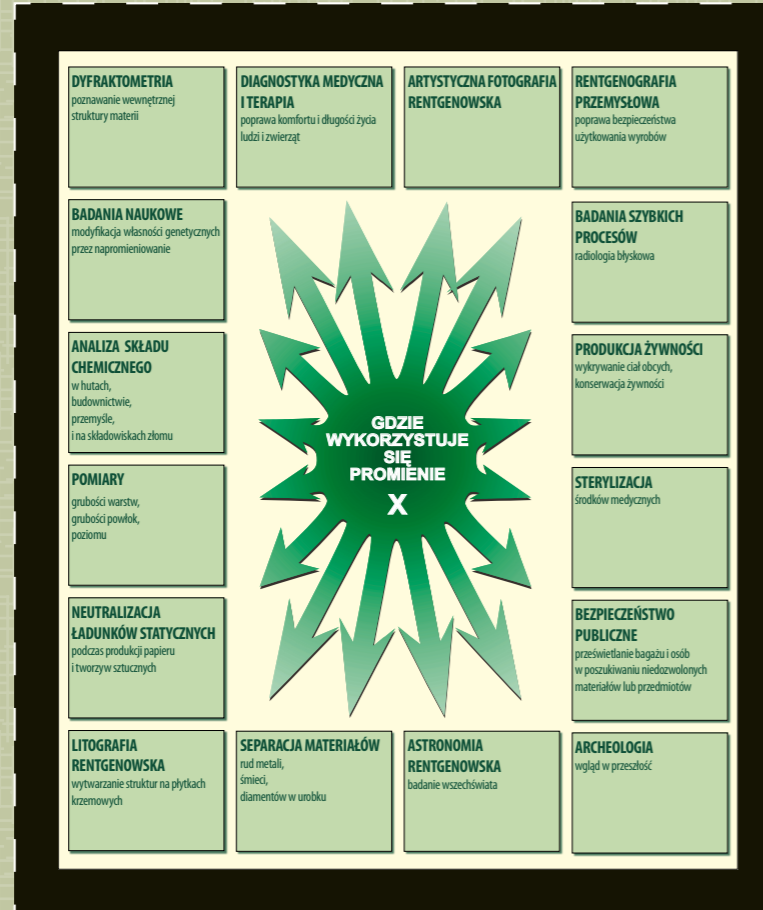 DYFRAKTOMETRIA
poznawanie wewnętrznej
struktury materii
DIAGNOSTYKA MEDYCZNA
I TERAPIA
poprawa komfortu i długości życia
ludzi i zwierząt
ARTYSTYCZNA FOTOGRAFIA
RENTGENOWSKA
RENTGENOGRAFIA
PRZEMYSŁOWA
poprawa bezpieczeństwa
użytkowania wyrobów
BADANIA NAUKOWE
modyfikacja własności genetycznych
przez napromieniowanie
BADANIA SZYBKICH
PROCESÓW
radiologia błyskowa
ANALIZA SKŁADU
CHEMICZNEGO
w hutach,
budownictwie,
przemyśle,
i na składowiskach złomu
PRODUKCJA ŻYWNOŚCI
wykrywanie ciał obcych,
konserwacja żywności
GDZIE
WYKORZYSTUJE
SIĘ
PROMIENIE
X
POMIARY
grubości warstw,
grubości powłok,
poziomu
STERYLIZACJA
środków medycznych
NEUTRALIZACJA
ŁADUNKÓW STATYCZNYCH
podczas produkcji papieru
i tworzyw sztucznych
BEZPIECZEŃSTWO
PUBLICZNE
prześwietlanie bagażu i osób
w poszukiwaniu niedozwolonych
materiałów lub przedmiotów
LITOGRAFIA
RENTGENOWSKA
wytwarzanie struktur na płytkach
krzemowych
SEPARACJA MATERIAŁÓW
rud metali,
śmieci,
diamentów w urobku
ASTRONOMIA
RENTGENOWSKA
badanie wszechświata
ARCHEOLOGIA
wgląd w przeszłość